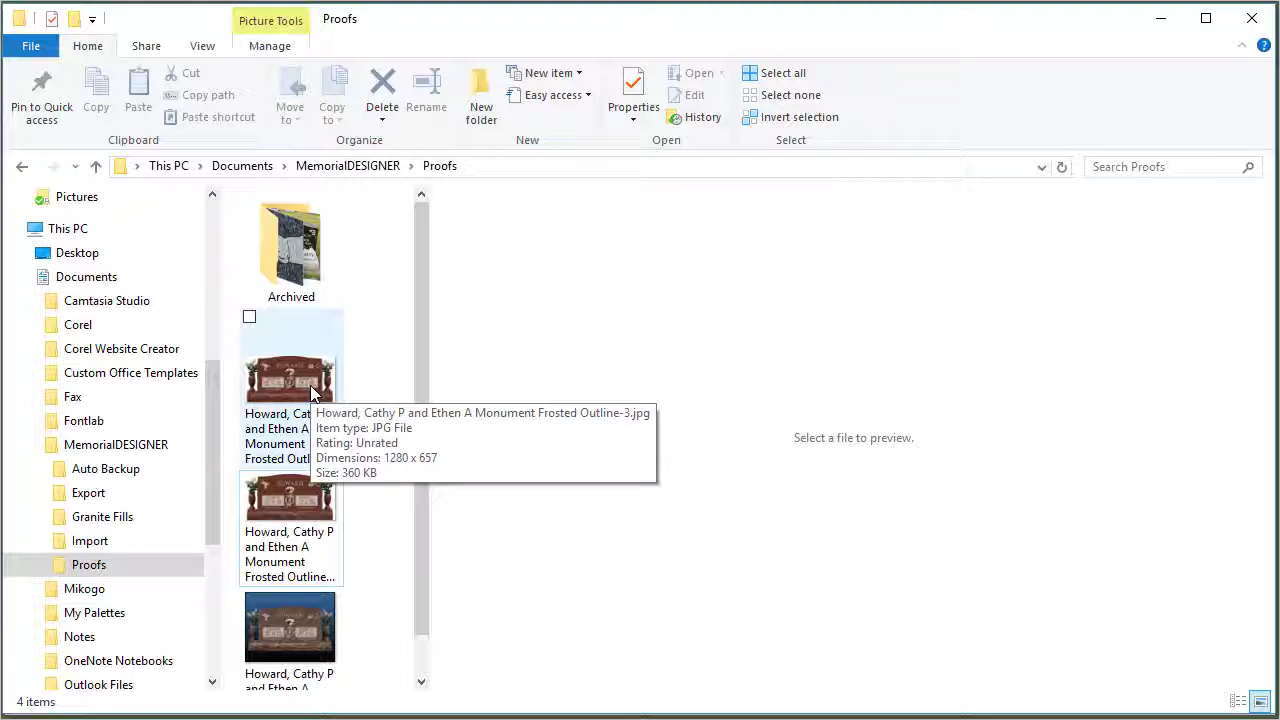 Picture Tools
Proofs
File
Home
Share
View
Manage
Pin to Quick
access
Copy
Paste
Cut
Copy path
Paste shortcut
Clipboard
Move
to
Copy
to
Delete
Rename
Organize
New
folder
New item
Easy access
New
Properties
Open
Edit
History
Open
Select all
Select none
Invert selection
Select
This PC
Documents
MemorialDESIGNER
Proofs
Search Proofs
Pictures
This PC
Desktop
Documents
Camtasia Studio
Corel
Corel Website Creator
Custom Office Templates
Fax
Fontlab
MemorialDESIGNER
Auto Backup
Export
Granite Fills
Import
Proofs
Mikogo
My Palettes
Notes
OneNote Notebooks
Outlook Files
Archived
HOWARD
Howard, Cat
and Ethen A
Monument
Frosted Outl
Howard, Cathy P and Ethen A Monument Frosted Outline-3.jpg
Item type: JPG File
Rating: Unrated
Dimensions: 1280 x 657
Size: 360 KB
HOWARD
Howard, Cathy P
and Ethen A
Monument
Frosted Outline...
Howard, Cathy P
and Ethen A
Select a file to preview.
4 items